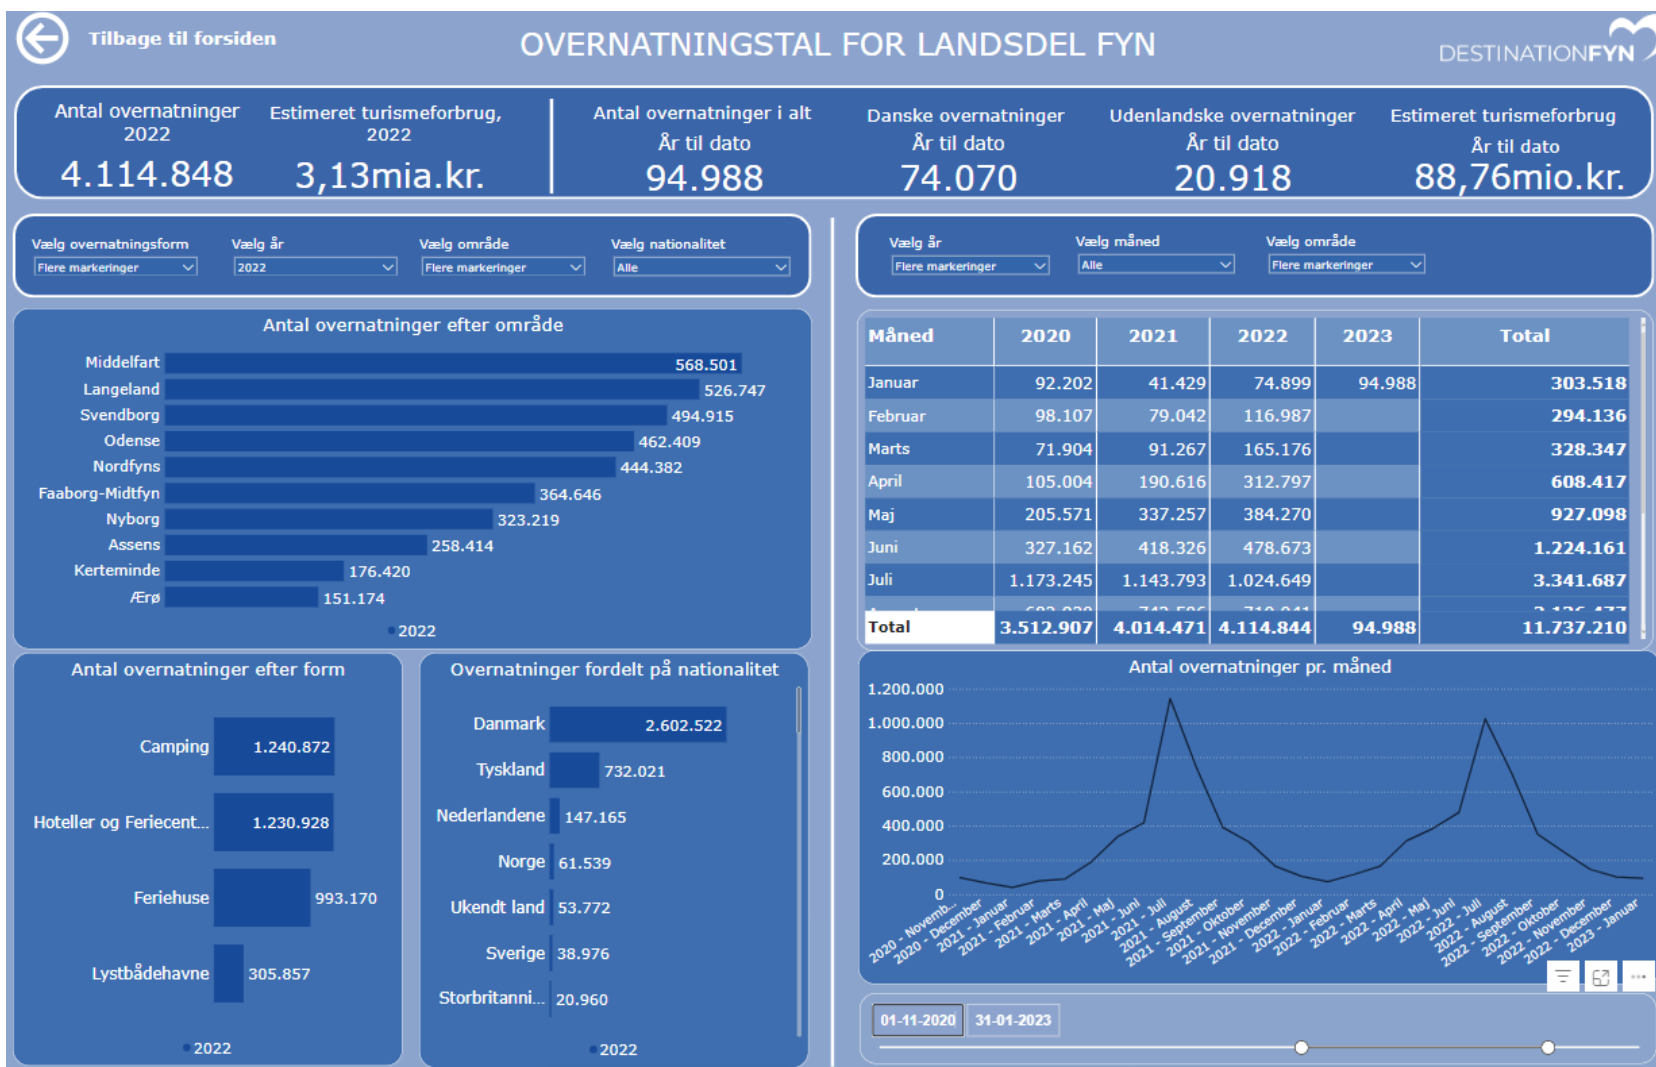 Tilbage til forsiden
OVERNATNINGSTAL FOR LANDSDEL FYN
DESTINATIONFYN
Antal overnatninger
2022
4.114.848
Estimeret turismeforbrug,
2022
3,13mia.kr.
Antal overnatninger i alt
År til dato
94.988
Danske overnatninger
År til dato
74.070
Udenlandske overnatninger
År til dato
20.918
Estimeret turismeforbrug
År til dato
88,76mio.kr.
Vælg overnatningsform
Flere markeringer
Vælg år
2022
Vælg område
Flere markeringer
Vælg nationalitet
Alle
Vælg år
Flere markeringer
Vælg måned
Alle
Vælg område
Flere markeringer
Antal overnatninger efter område
Middelfart 568.501
Langeland 526.747
Svendborg 494.915
Odense 462.409
Nordfyns 444.382
Faaborg-Midtfyn 364.646
Nyborg 323.219
Assens 258.414
Kerteminde 176.420
Ærø 151.174
2022
Måned 2020 2021 2022 2023 Total
Januar 92.202 41.429 74.899 94.988 303.518
Februar 98.107 79.042 116.987 294.136
Marts 71.904 91.267 165.176 328.347
April 105.004 190.616 312.797 608.417
Maj 205.571 337.257 384.270 927.098
Juni 327.162 418.326 478.673 1.224.161
Juli 1.173.245 1.143.793 1.024.649 3.341.687
Total 3.512.907 4.014.471 4.114.844 94.988 11.737.210
Antal overnatninger efter form
Camping 1.240.872
Hoteller og Feriecent... 1.230.928
Feriehuse 993.170
Lystbådehavne 305.857
2022
Overnatninger fordelt på nationalitet
Danmark 2.602.522
Tyskland 732.021
Nederlandene 147.165
Norge 61.539
Ukendt land 53.772
Sverige 38.976
Storbritanni... 20.960
2022
Antal overnatninger pr. måned
1.200.000
1.000.000
800.000
600.000
400.000
200.000
0
2020 - Novemb...
2020 - December
2021 - Januar
2021 - Februar
2021 - Marts
2021 - April
2021 - Maj
2021 - Juni
2021 - Juli
2021 - August
2021 - September
2021 - Oktober
2021 - November
2021 - December
2022 - Januar
2022 - Februar
2022 - Marts
2022 - April
2022 - Maj
2022 - Juni
2022 - Juli
2022 - August
2022 - September
2022 - Oktober
2022 - November
2022 - December
2023 - Januar
01-11-2020
31-01-2023